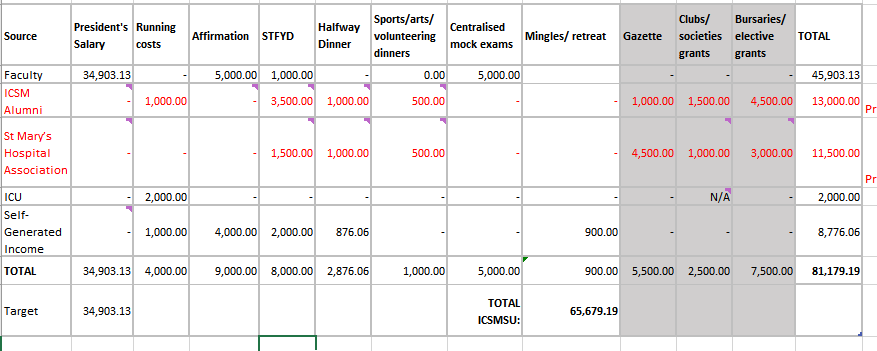 Source President's Salary Running costs Affirmation STFYD Halfway Dinner Sports/arts/ volunteering dinners Centralised mock exams Mingles/ retreat Gazette Clubs/ societies grants Bursaries/ elective grants TOTAL
Faculty 34,903.13 - 5,000.00 1,000.00 - 0.00 5,000.00 - - - 45,903.13
ICSM Alumni - 1,000.00 - 3,500.00 1,000.00 500.00 - - 1,000.00 1,500.00 4,500.00 13,000.00 Pr
St Mary's Hospital Association - - - 1,500.00 1,000.00 500.00 - - 4,500.00 1,000.00 3,000.00 11,500.00 Pr
ICU - 2,000.00 - - - - - - - N/A - 2,000.00
Self-Generated Income - 1,000.00 4,000.00 2,000.00 876.06 - - 900.00 - - - 8,776.06
TOTAL 34,903.13 4,000.00 9,000.00 8,000.00 2,876.06 1,000.00 5,000.00 900.00 5,500.00 2,500.00 7,500.00 81,179.19
Target 34,903.13 TOTAL ICSMSU: 65,679.19